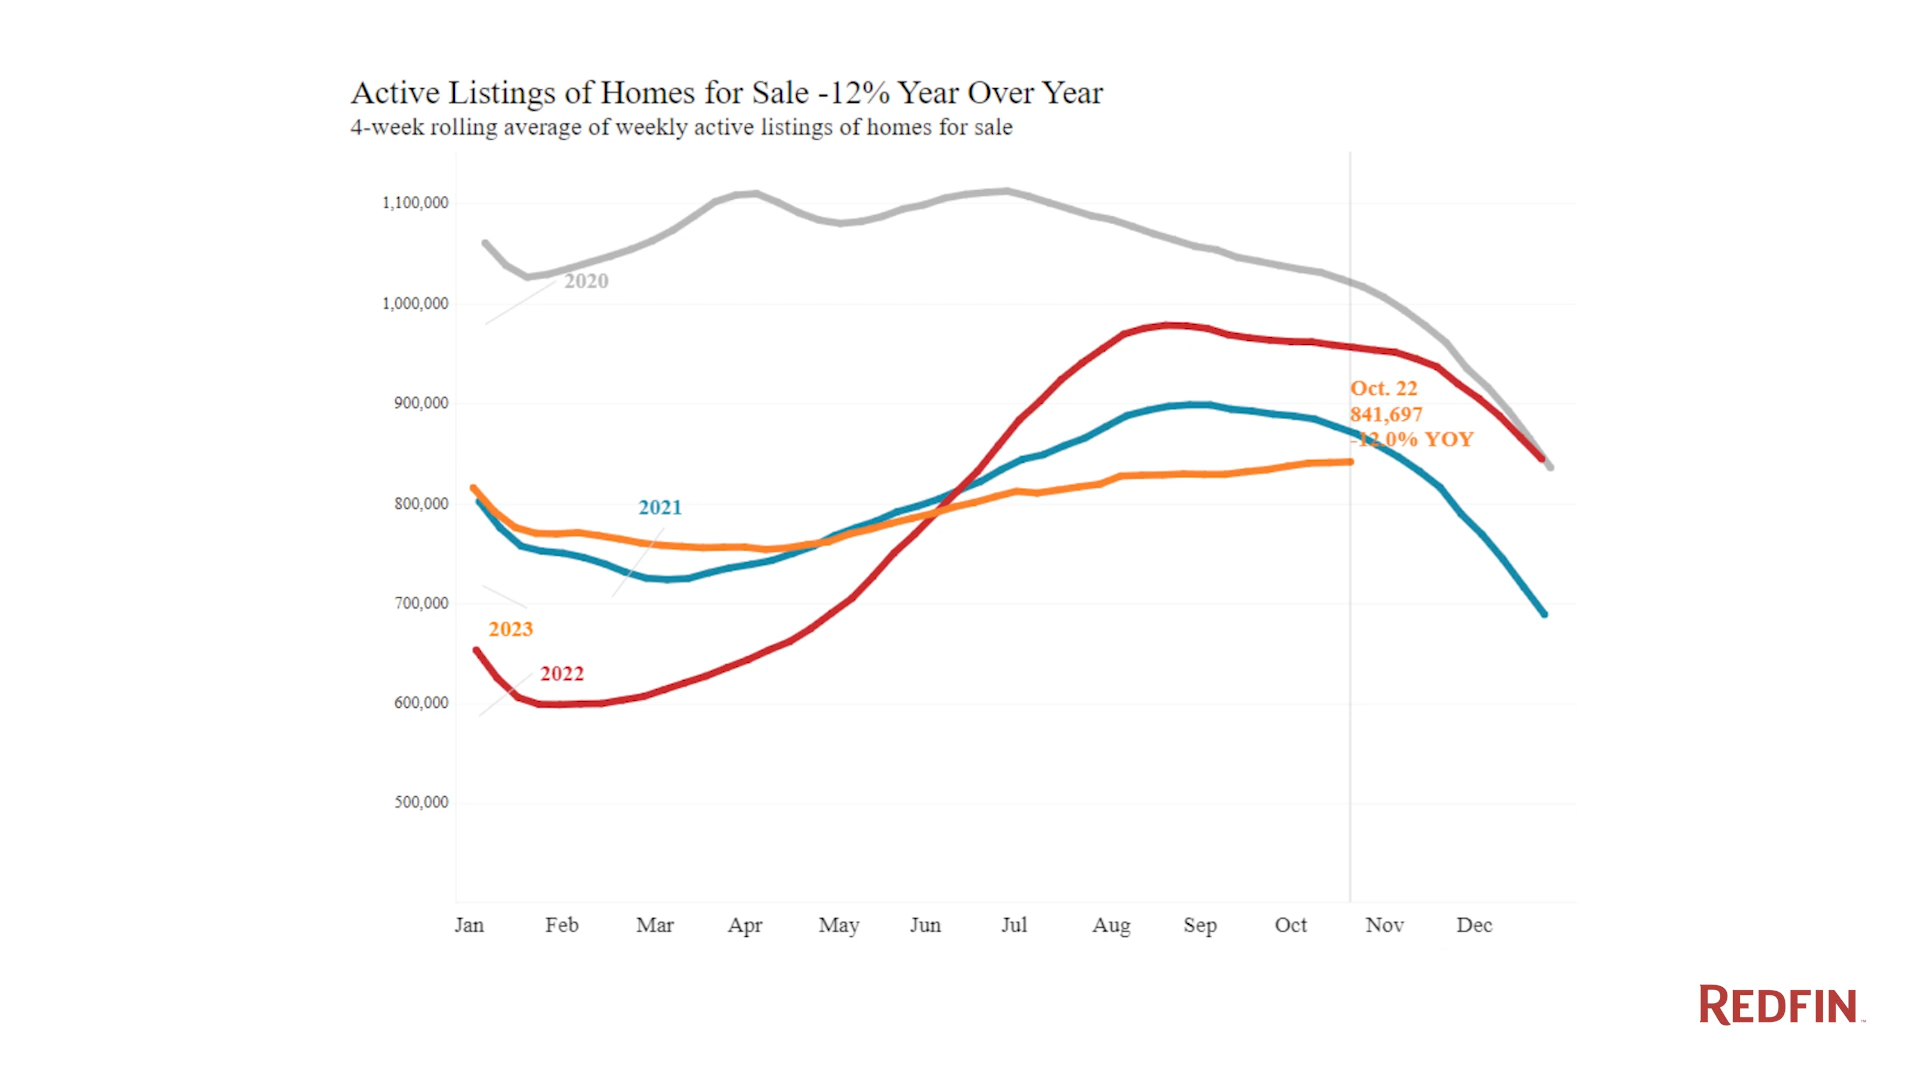 Active Listings of Homes for Sale -12% Year Over Year
4-week rolling average of weekly active listings of homes for sale
1,100,000
1,000,000
900,000
800,000
700,000
600,000
500,000
2020
2021
2023
2022
Oct. 22
841,697
-12.0% YOY
Jan Feb Mar Apr May Jun Jul Aug Sep Oct Nov Dec
REDFIN